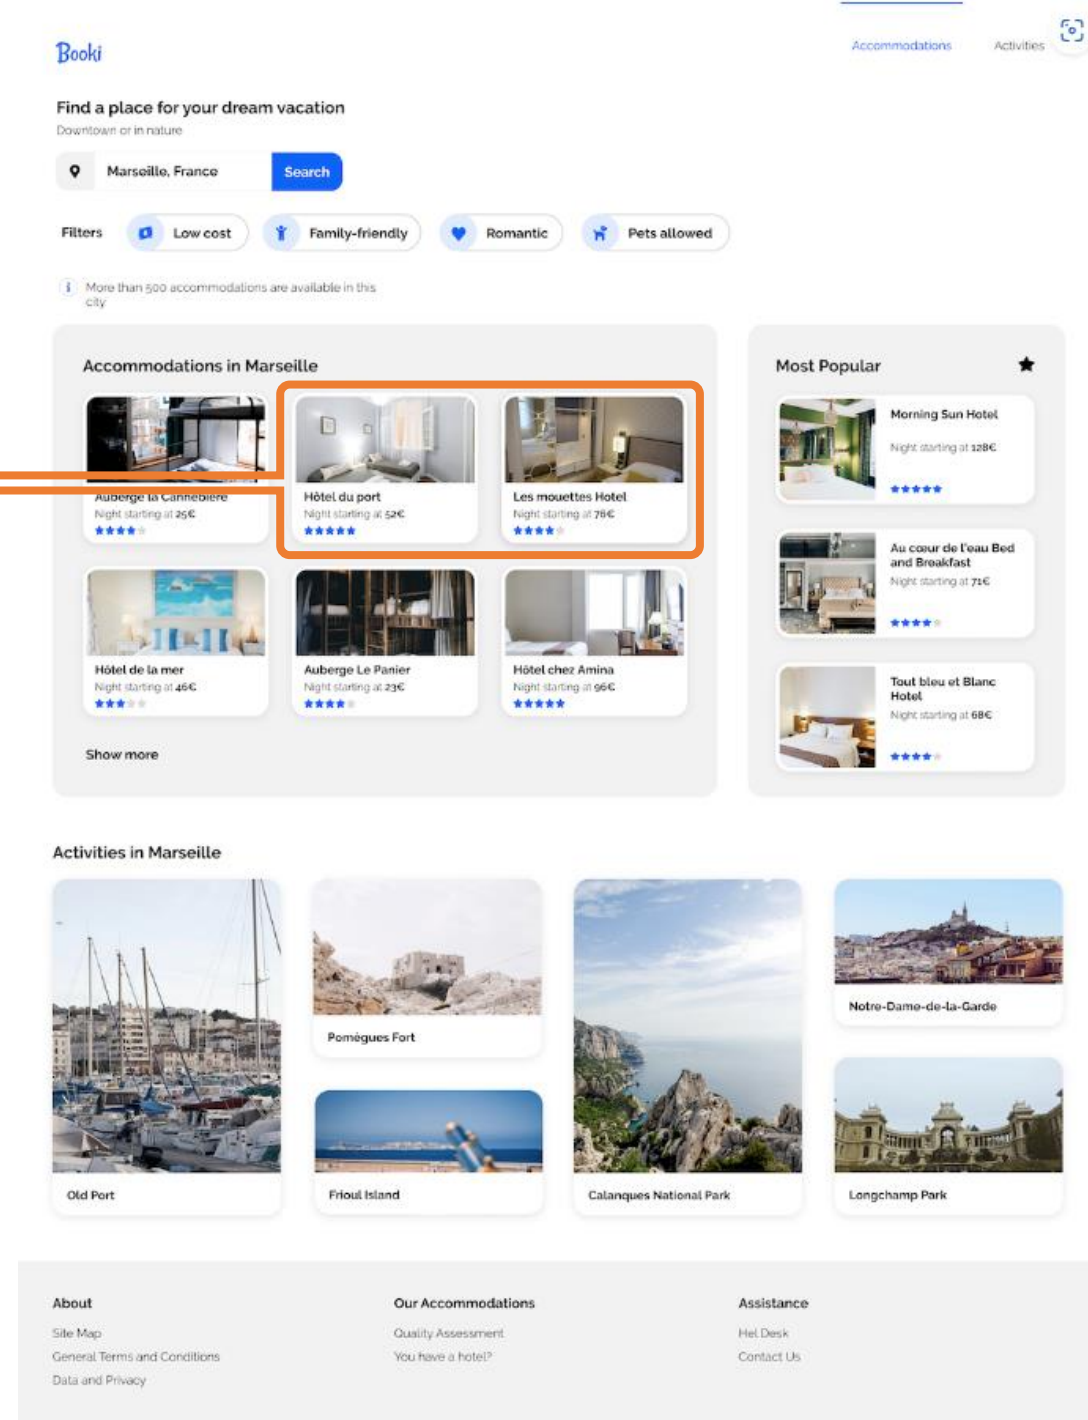 Booki
Accommodations
Activities
Find a place for your dream vacation
Downtown or in nature
Marseille, France
Search
Filters
Low cost
Family-friendly
Romantic
Pets allowed
More than 500 accommodations are available in this
city
Accommodations in Marseille
Auberge la Cannebière
Night starting at 25€
Hôtel du port
Night starting at 52€
Les mouettes Hotel
Night starting at 76€
Hôtel de la mer
Night starting at 46€
Auberge Le Panier
Night starting at 23€
Hôtel chez Amina
Night starting at 96€
Show more
Most Popular
Morning Sun Hotel
Night starting at 128€
Au cœur de l'eau Bed
and Breakfast
Night starting at 71€
Tout bleu et Blanc
Hotel
Night starting at 68€
Activities in Marseille
Old Port
Pomègues Fort
Frioul Island
Calanques National Park
Notre-Dame-de-la-Garde
Longchamp Park
About
Site Map
General Terms and Conditions
Data and Privacy
Our Accommodations
Quality Assessment
You have a hotel?
Assistance
Hel Desk
Contact Us